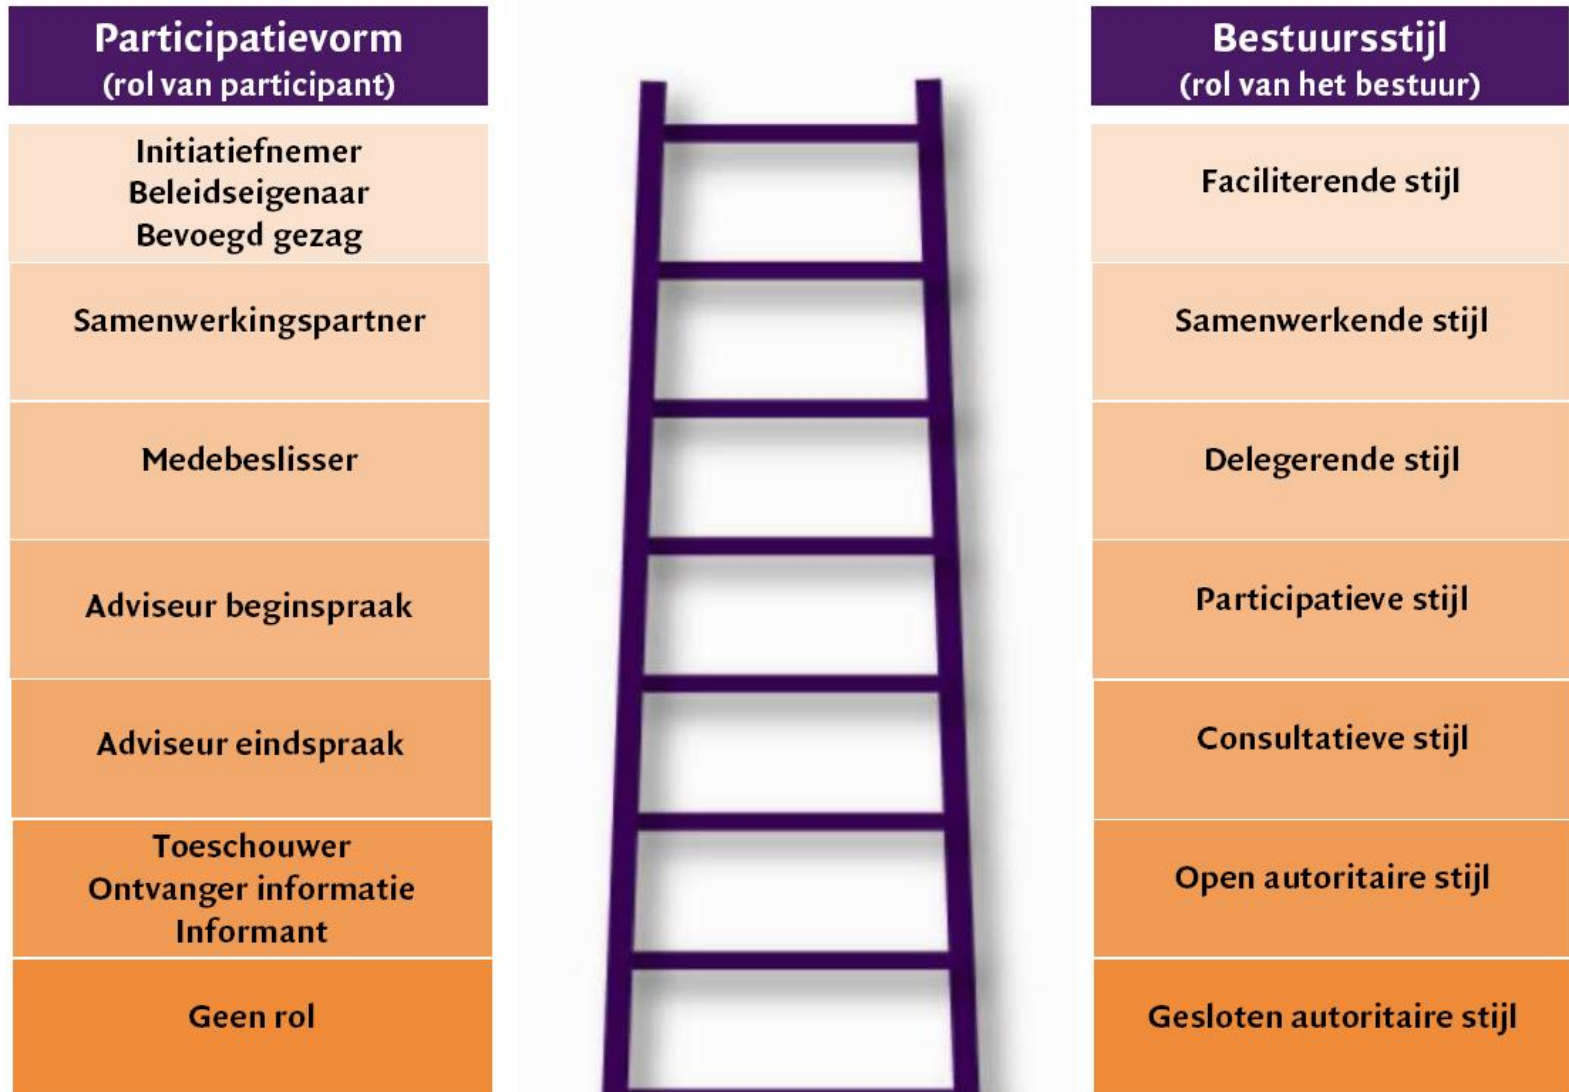 Participatievorm
(rol van participant)
Initiatiefnemer
Beleidseigenaar
Bevoegd gezag
Samenwerkingspartner
Medebeslisser
Adviseur beginspraak
Adviseur eindspraak
Toeschouwer
Ontvanger informatie
Informant
Geen rol
Bestuursstijl
(rol van het bestuur)
Faciliterende stijl
Samenwerkende stijl
Delegerende stijl
Participatieve stijl
Consultatieve stijl
Open autoritaire stijl
Gesloten autoritaire stijl